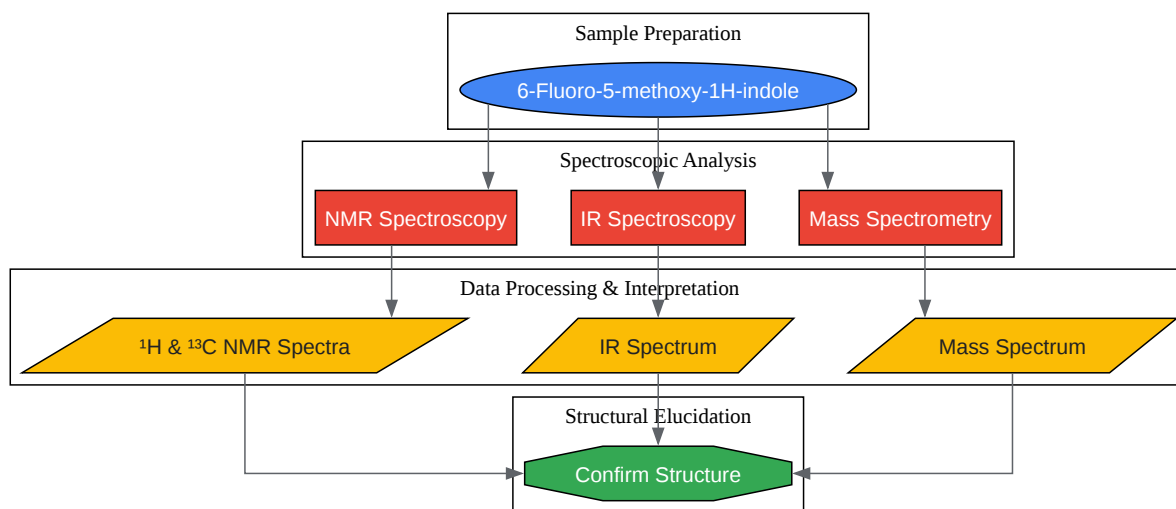 Sample Preparation
6-Fluoro-5-methoxy-1H-indole
Spectroscopic Analysis
NMR Spectroscopy
IR Spectroscopy
Mass Spectrometry
Data Processing & Interpretation
¹H & ¹³C NMR Spectra
IR Spectrum
Mass Spectrum
Structural Elucidation
Confirm Structure